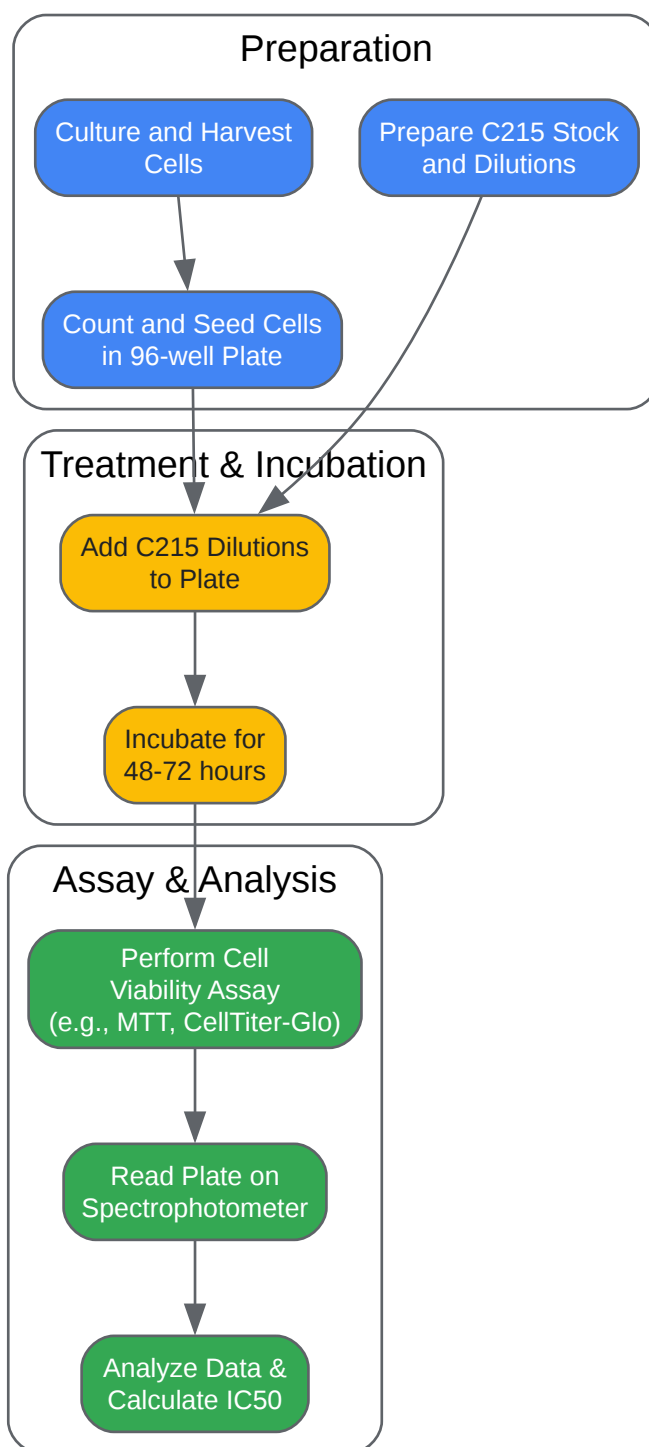 Preparation
Culture and Harvest
Cells
Prepare C215 Stock
and Dilutions
Count and Seed Cells
in 96-well Plate
Treatment & Incubation
Add C215 Dilutions
to Plate
Incubate for
48-72 hours
Assay & Analysis
Perform Cell
Viability Assay
(e.g., MTT, CellTiter-Glo)
Read Plate on
Spectrophotometer
Analyze Data &
Calculate IC50